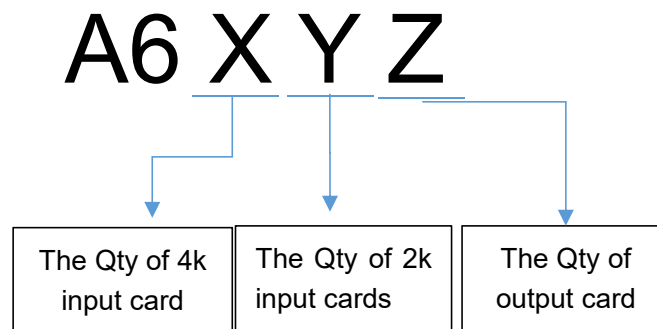 A6 X Y Z
The Qty of 4k
input card
The Qty of 2k
input cards
The Qty of
output card